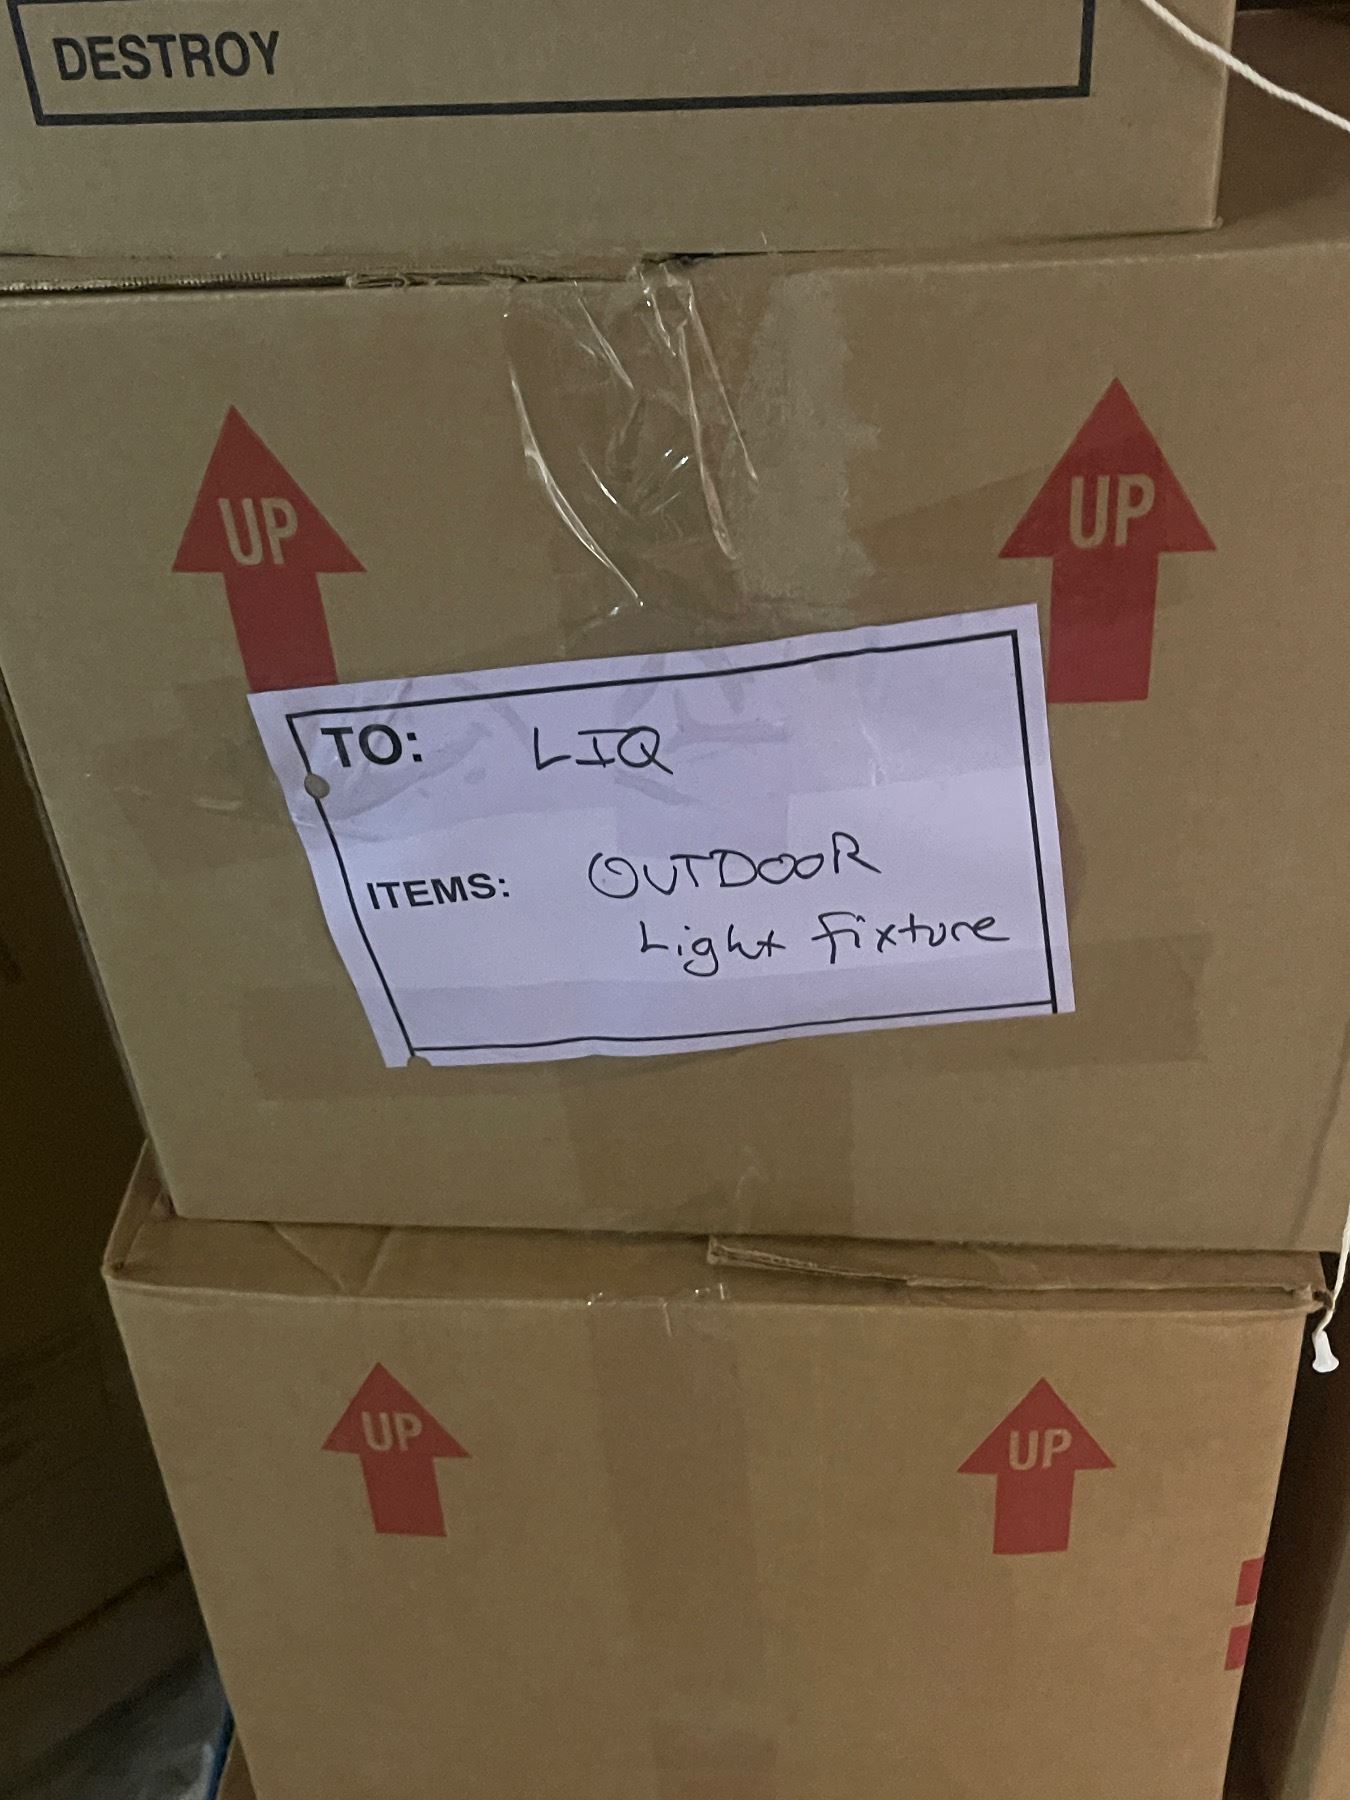 DESTROY
UP UP
TO: LIQ
ITEMS: OUTDOOR
Light fixture
UP UP